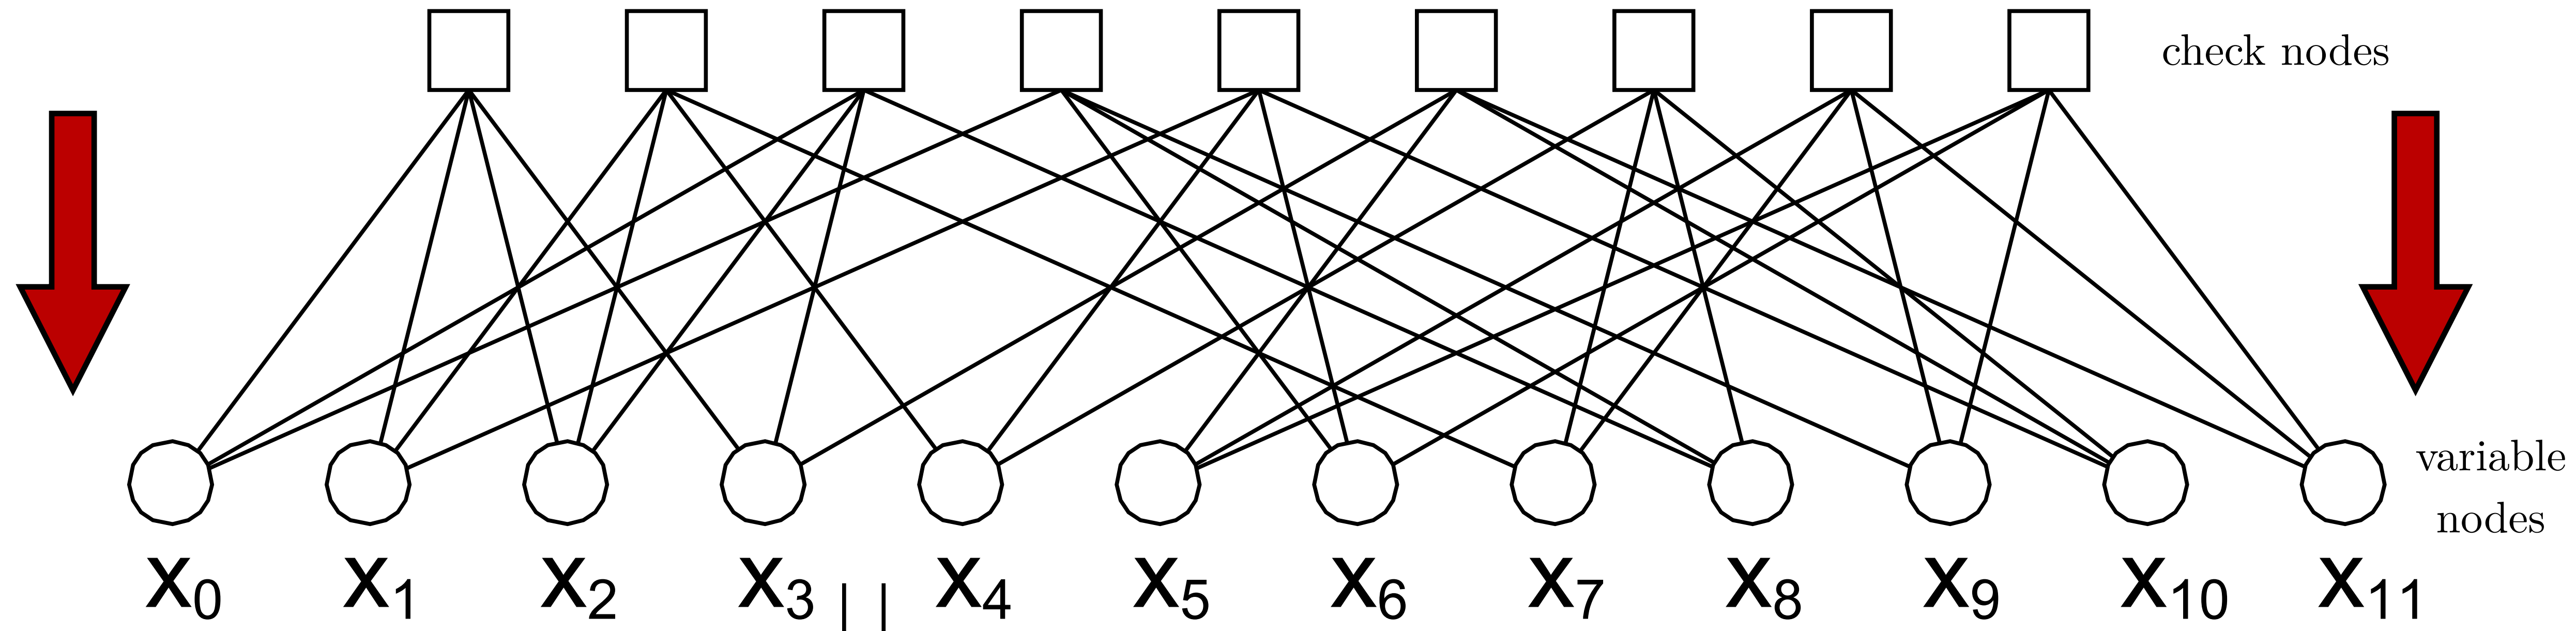 check nodes
variable
nodes
x0 x1 x2 x3 x4 x5 x6 x7 x8 x9 x10 x11